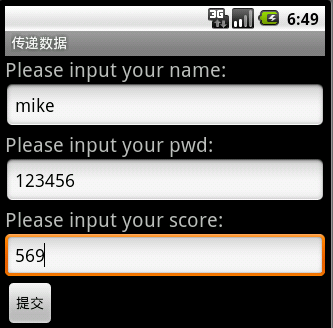 3G 6:49
传递数据
Please input your name:
mike
Please input your pwd:
123456
Please input your score:
569
提交